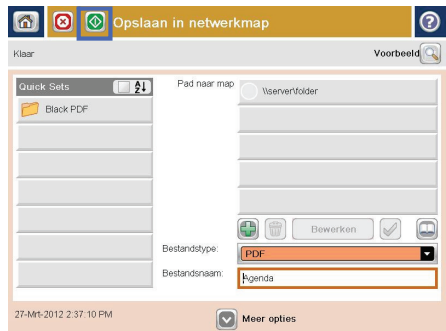 Opslaan in netwerkmap
Klaar
Voorbeeld
Quick Sets
Pad naar map
\\server\folder
Black PDF
Bewerken
Bestandstype:
PDF
Bestandsnaam:
Agenda
27-Mrt-2012 2:37:10 PM
Meer opties